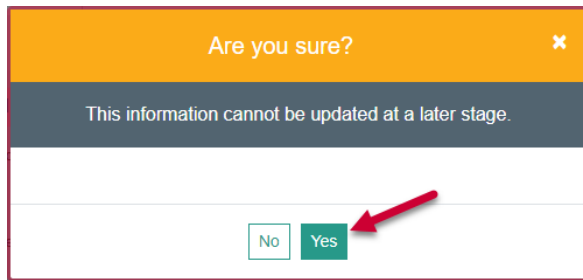 Are you sure?
This information cannot be updated at a later stage.
No
Yes